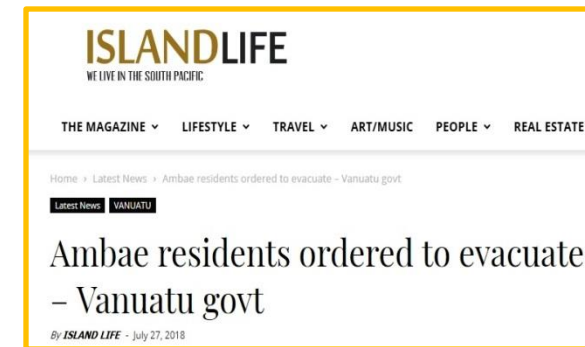 ISLANDLIFE
WE LIVE IN THE SOUTH PACIFIC
THE MAGAZINE LIFESTYLE TRAVEL ART/MUSIC PEOPLE REAL ESTATE
Home › Latest News › Ambae residents ordered to evacuate – Vanuatu govt
Latest News VANUATU
Ambae residents ordered to evacuate
– Vanuatu govt
By ISLAND LIFE - July 27, 2018